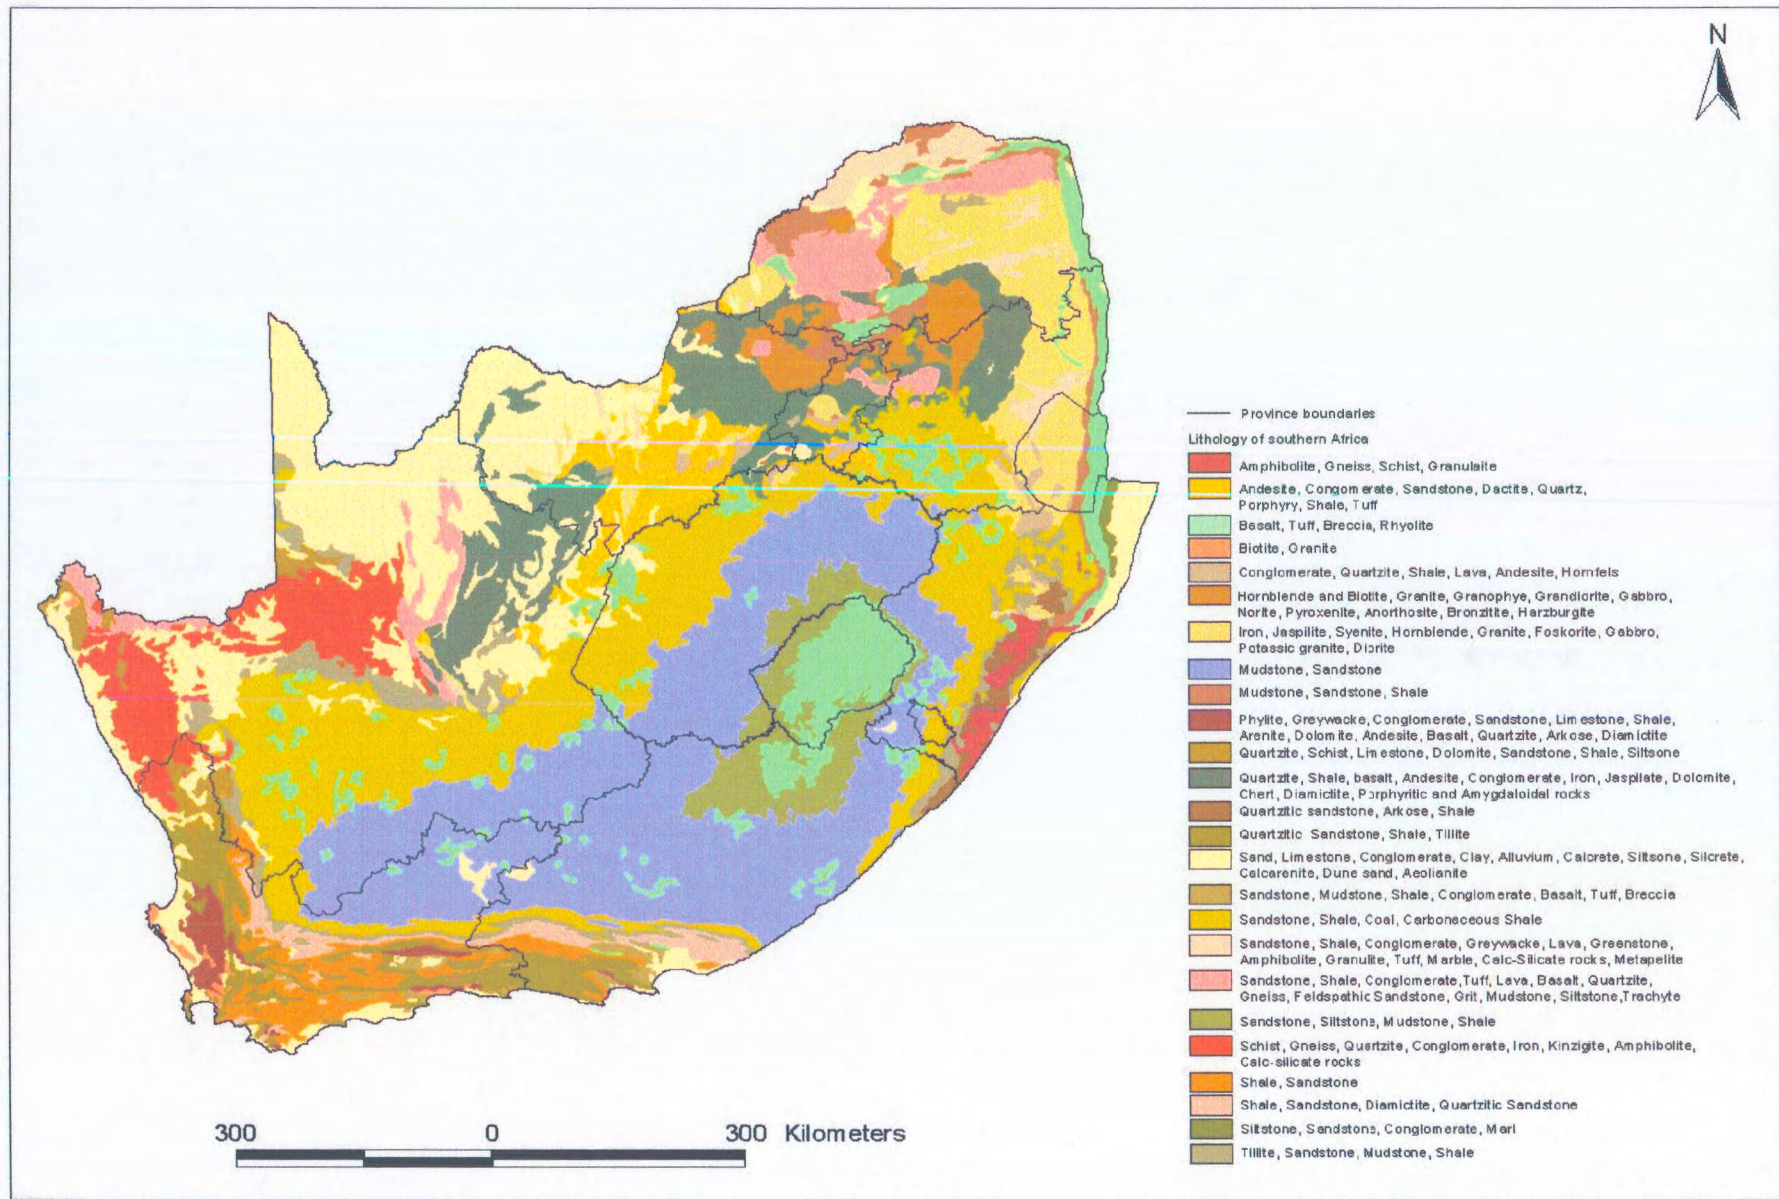 N
Province boundaries
Lithology of southern Africa
Amphibolite, Gneiss, Schist, Granulaite
Andesite, Congomerate, Sandstone, Dactite, Quartz,
Porphyry, Shale, Tuff
Basalt, Tuff, Breccia, Rhyolite
Biotite, Granite
Conglomerate, Quartzite, Shale, Lava, Andesite, Hornfels
Hornblende and Biotite, Granite, Granophye, Grandiorite, Gabbro,
Norite, Pyroxenite, Anorthosite, Bronzitite, Harzburgite
Iron, Jaspilite, Syenite, Hornblende, Granite, Foskorite, Gabbro,
Potassic granite, Diorite
Mudstone, Sandstone
Mudstone, Sandstone, Shale
Phylite, Greywacke, Conglomerate, Sandstone, Limestone, Shale,
Arenite, Dolomite, Andesite, Basalt, Quartzite, Arkose, Diamictite
Quartzite, Schist, Limestone, Dolomite, Sandstone, Shale, Siltsone
Quartzite, Shale, basalt, Andesite, Conglomerate, Iron, Jaspilate, Dolomite,
Chert, Diamictite, Porphyritic and Amygdaloidal rocks
Quartzitic sandstone, Arkose, Shale
Quartzitic Sandstone, Shale, Tillite
Sand, Limestone, Conglomerate, Clay, Alluvium, Calcrete, Siltsone, Silcrete,
Calcarenite, Dune sand, Aeolianite
Sandstone, Mudstone, Shale, Conglomerate, Basalt, Tuff, Breccia
Sandstone, Shale, Coal, Carbonaceous Shale
Sandstone, Shale, Conglomerate, Greywacke, Lava, Greenstone,
Amphibolite, Granulite, Tuff, Marble, Calc-Silicate rocks, Metapelite
Sandstone, Shale, Conglomerate, Tuff, Lava, Basalt, Quartzite,
Gneiss, Feldspathic Sandstone, Grit, Mudstone, Siltstone, Trachyte
Sandstone, Siltstone, Mudstone, Shale
Schist, Gneiss, Quartzite, Conglomerate, Iron, Kinzigite, Amphibolite,
Calc-silicate rocks
Shale, Sandstone
Shale, Sandstone, Diamictite, Quartzitic Sandstone
Siltstone, Sandstone, Conglomerate, Marl
Tillite, Sandstone, Mudstone, Shale
300 0 300 Kilometers